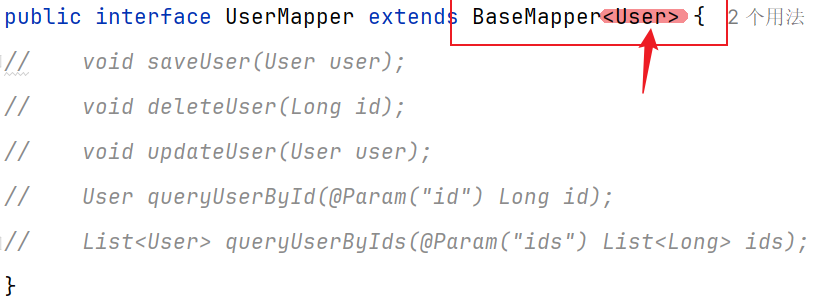 public interface UserMapper extends BaseMapper<User> { 2 个用法
//    void saveUser(User user);
//    void deleteUser(Long id);
//    void updateUser(User user);
//    User queryUserById(@Param("id") Long id);
//    List<User> queryUserByIds(@Param("ids") List<Long> ids);
}